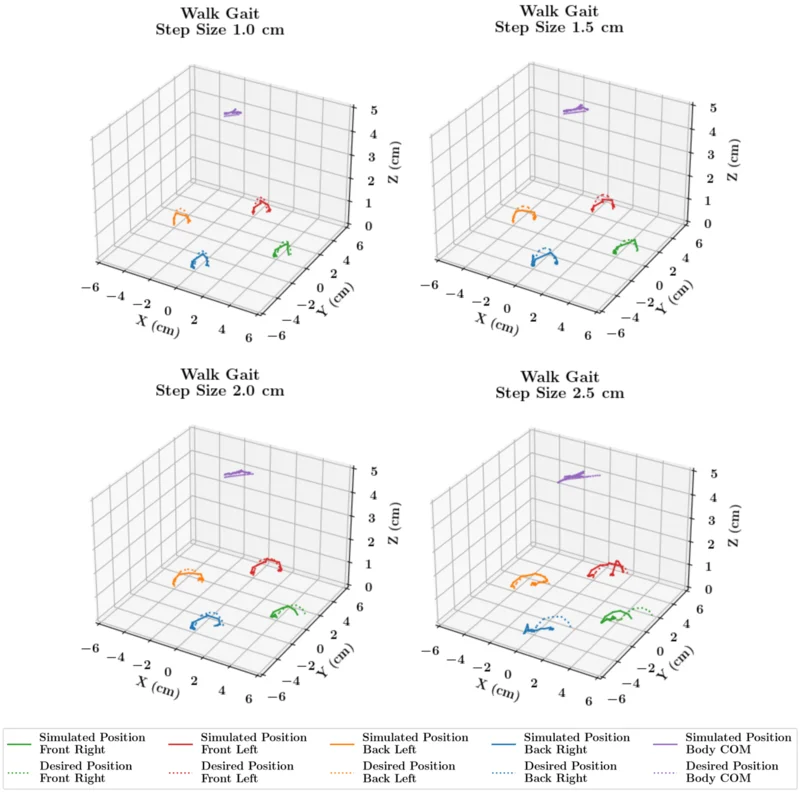 Walk Gait
Step Size 1.0 cm
5
4
3
2
1
0
Z (cm)
−6
−4
−2
0
2
4
6
X (cm)
−6
−4
−2
0
2
4
6
Y (cm)
Walk Gait
Step Size 1.5 cm
5
4
3
2
1
0
Z (cm)
−6
−4
−2
0
2
4
6
X (cm)
−6
−4
−2
0
2
4
6
Y (cm)
Walk Gait
Step Size 2.0 cm
5
4
3
2
1
0
Z (cm)
−6
−4
−2
0
2
4
6
X (cm)
−6
−4
−2
0
2
4
6
Y (cm)
Walk Gait
Step Size 2.5 cm
5
4
3
2
1
0
Z (cm)
−6
−4
−2
0
2
4
6
X (cm)
−6
−4
−2
0
2
4
6
Y (cm)
Simulated Position
Front Right
Desired Position
Front Right
Simulated Position
Front Left
Desired Position
Front Left
Simulated Position
Back Left
Desired Position
Back Left
Simulated Position
Back Right
Desired Position
Back Right
Simulated Position
Body COM
Desired Position
Body COM